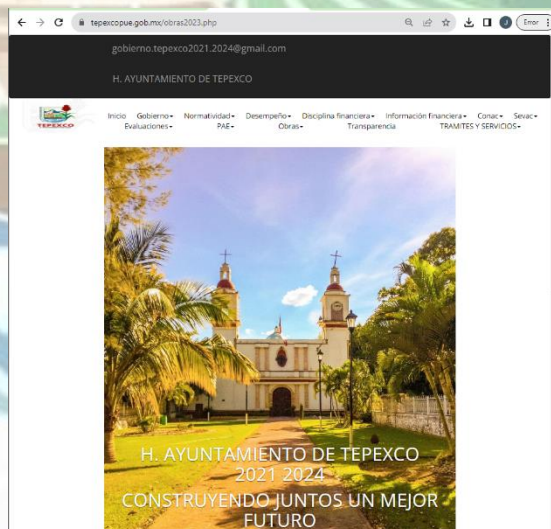 tepexcopue.gob.mx/obras2023.php
J
Error
gobierno.tepexco2021.2024@gmail.com
H. AYUNTAMIENTO DE TEPEXCO
TEPEXCO
Inicio Gobierno Normatividad Desempeño Disciplina financiera Información financiera Conac Sevac
Evaluaciones PAE Obras Transparencia TRAMITES Y SERVICIOS
H. AYUNTAMIENTO DE TEPEXCO
2021 2024
CONSTRUYENDO JUNTOS UN MEJOR
FUTURO